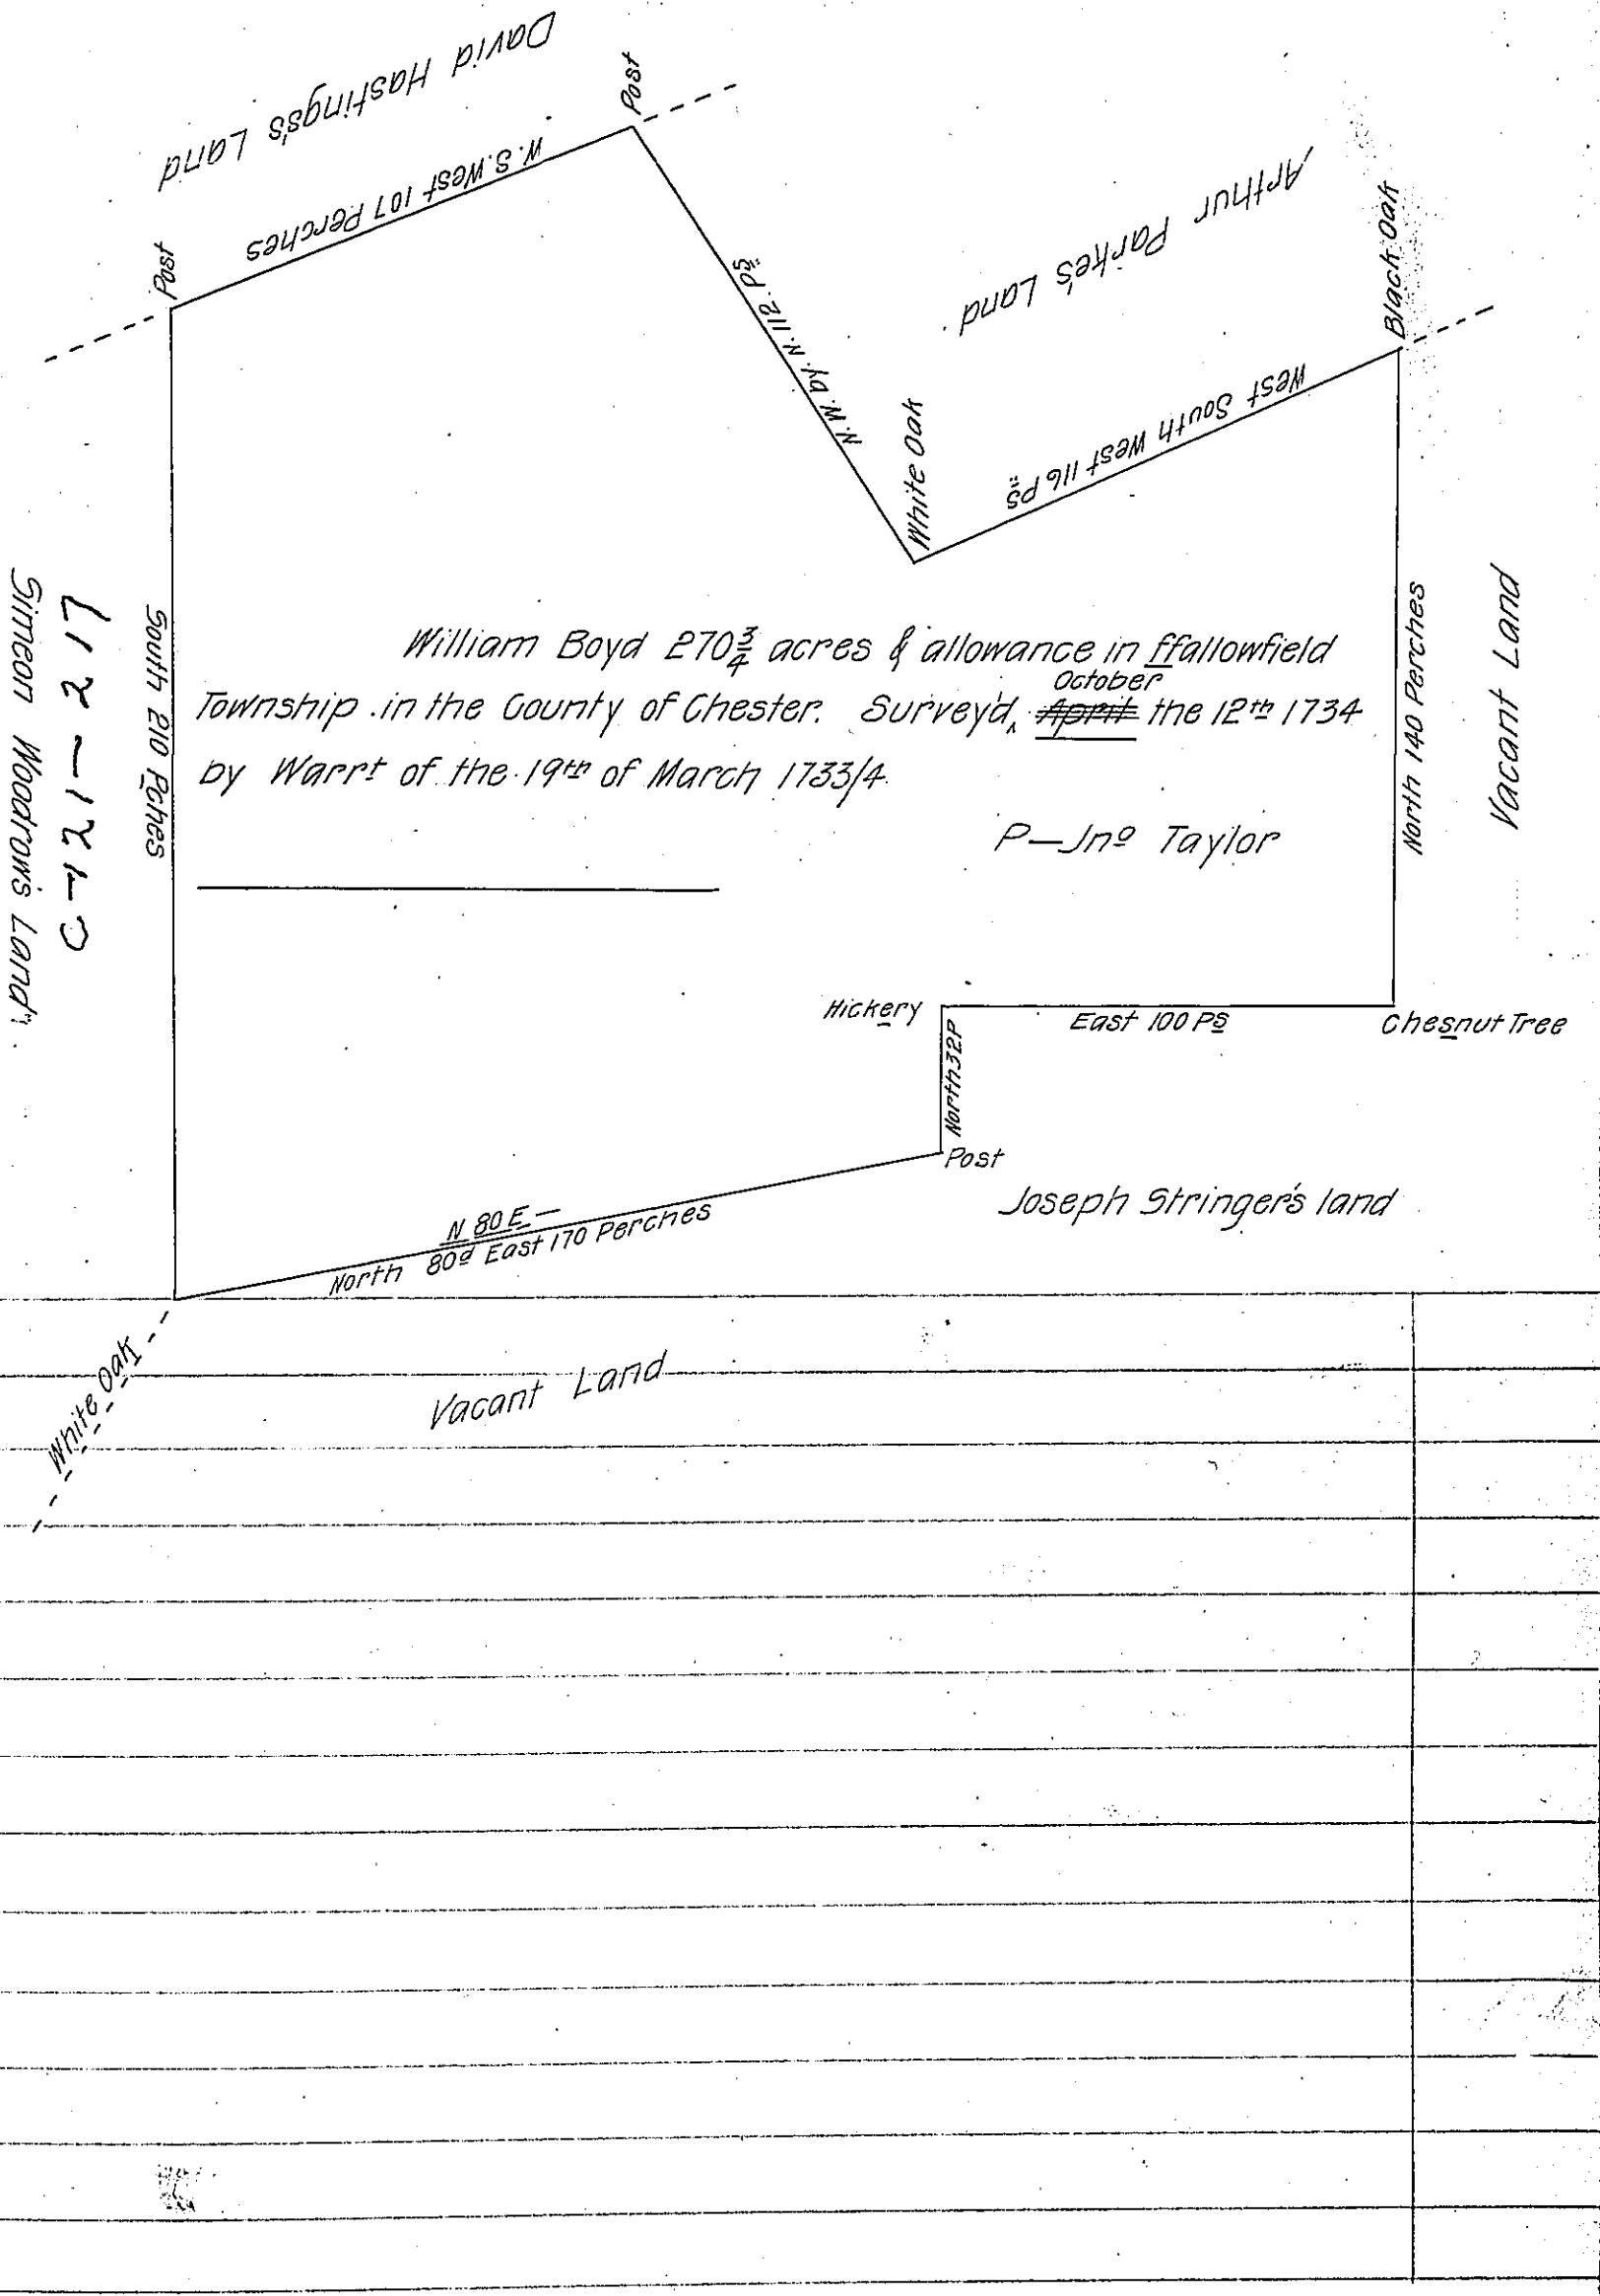 David Hastings's Land
Post
W.S.West 107 Perches
Post
Arthur Parke's Land
N.W. by. N. 112. Ps
Black Oak
White Oak
West South West 116 Ps
William Boyd 270¾ acres & allowance in ffallowfield
October
Township in the County of Chester. Survey'd, ‸ April the 12th 1734
by Warrt of the 19th of March 1733/4.
P—Jno Taylor
South 210 Pches
C-121-217
Simeon Woodrow's Land
North 140 Perches
Vacant Land
Hickery
East 100 Ps
Chesnut Tree
North 32P
Post
Joseph Stringer's land
N 80 E —
North 80d East 170 Perches
White Oak
Vacant Land